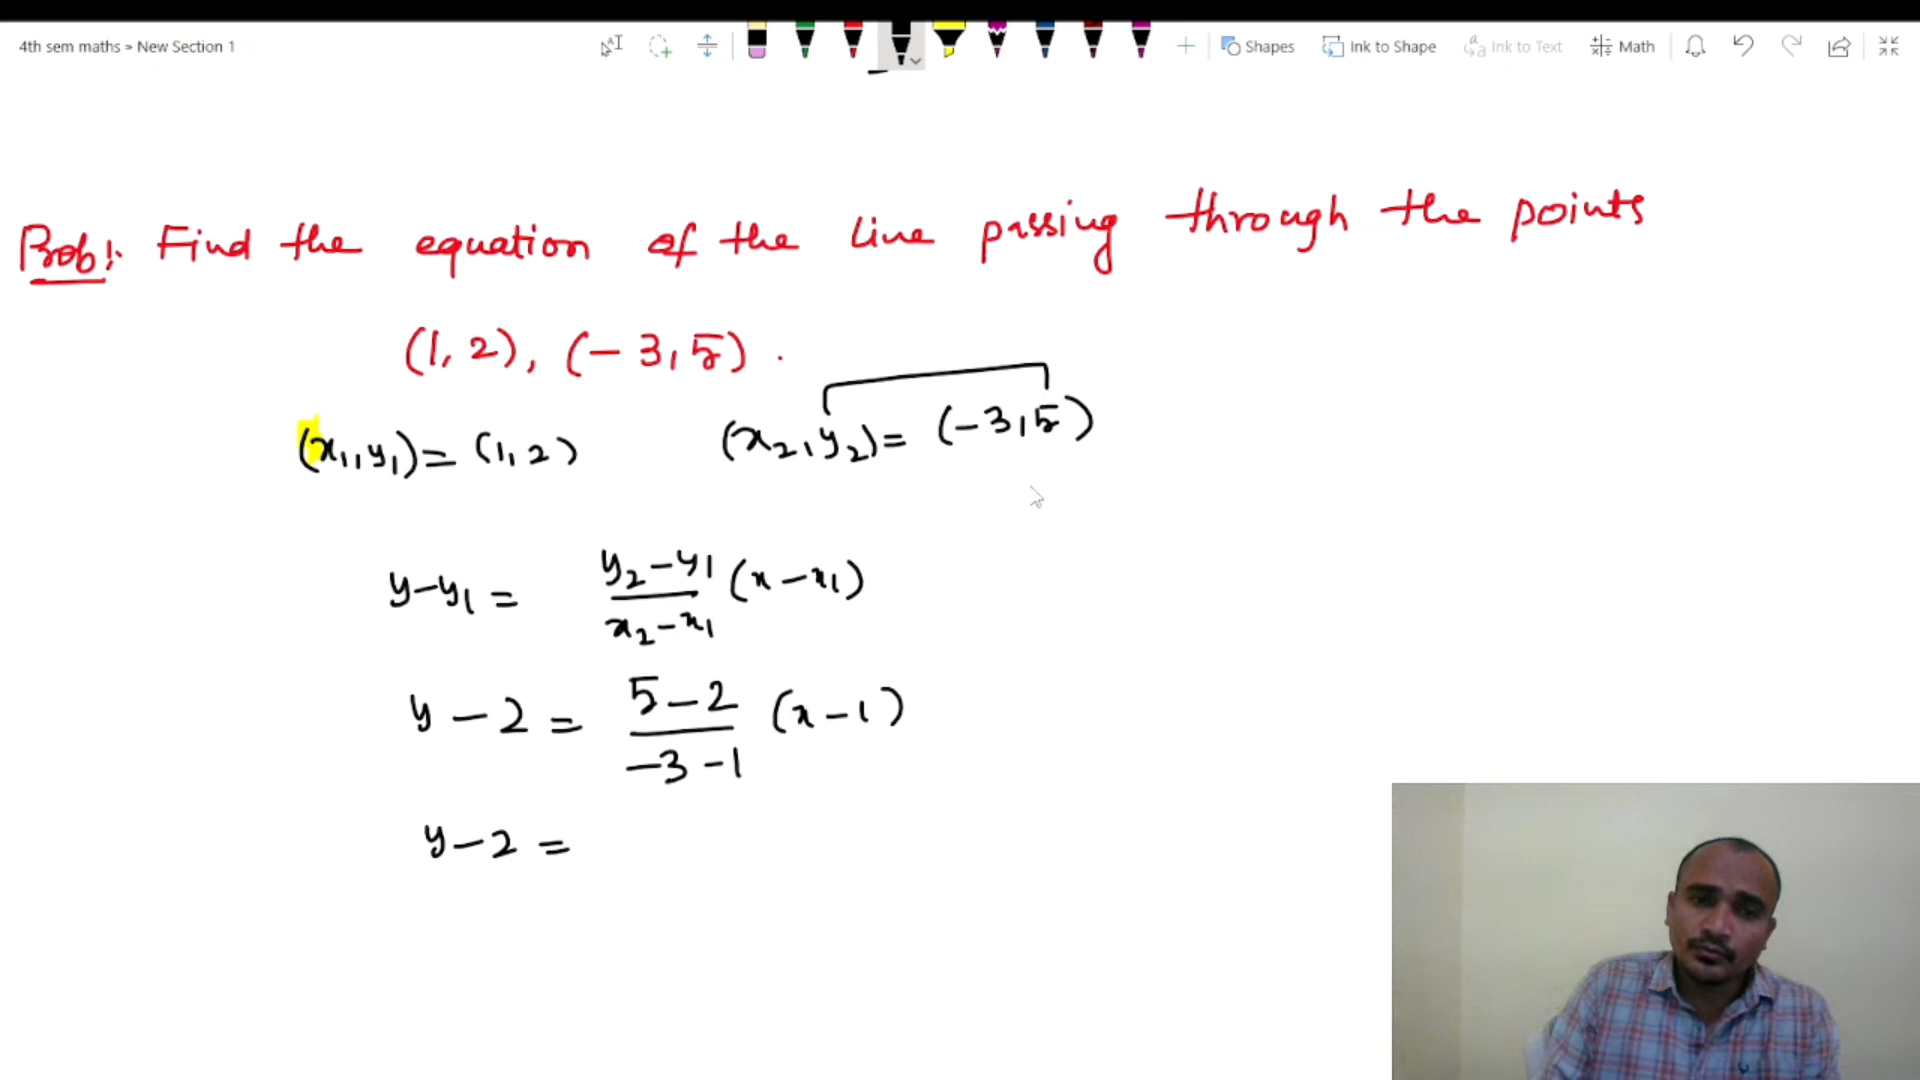 4th sem maths » New Section 1
Shapes Ink to Shape Ink to Text Math
Prob:- Find the equation of the line passing through the points
(1, 2), (-3, 5).
(x₁, y₁) = (1, 2) (x₂, y₂) = (-3, 5)
y-y₁ = y₂-y₁/x₂-x₁ (x-x₁)
y - 2 = 5-2/-3-1 (x-1)
y-2 =